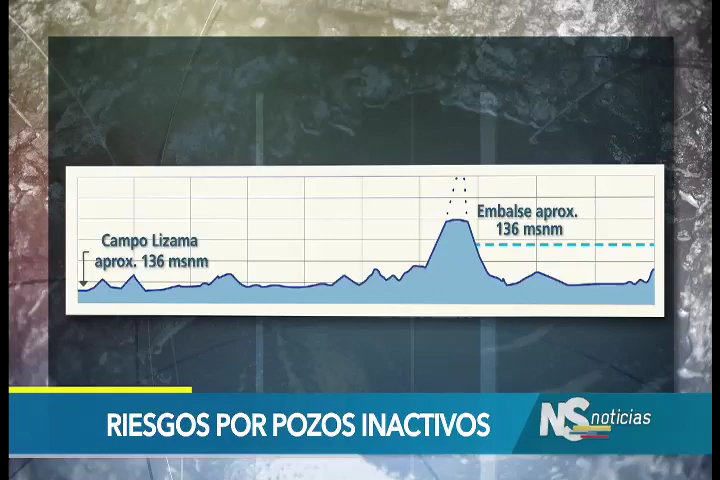 Campo Lizama
aprox. 136 msnm
Embalse aprox.
136 msnm
RIESGOS POR POZOS INACTIVOS
NS noticias